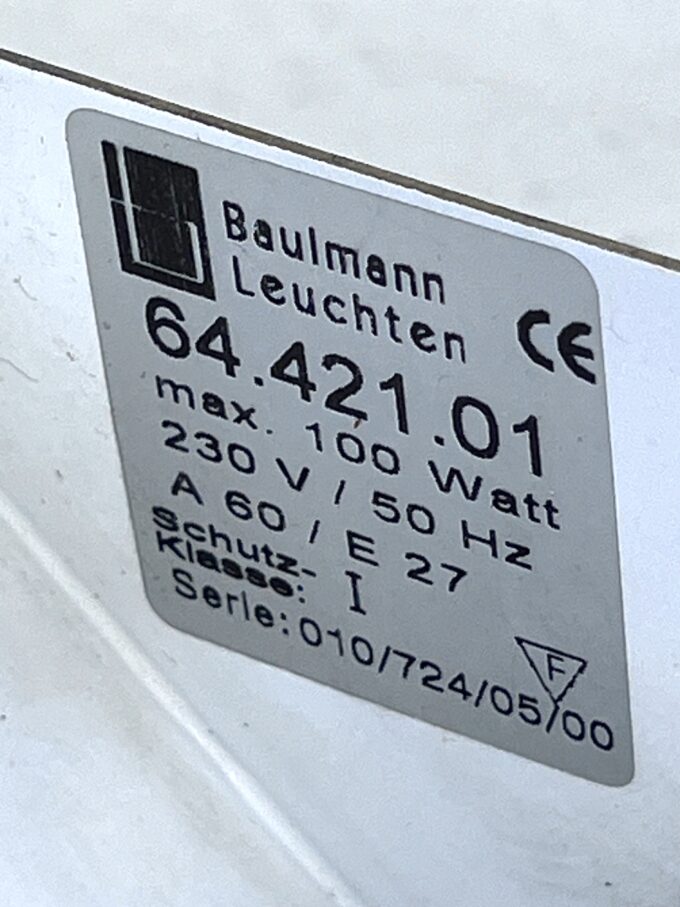 Baulmann
Leuchten
CE
64.421.01
max. 100 Watt
230 V / 50 Hz
A 60 / E 27
Schutz-
Klasse: I
F
Serie: 010/724/05/00